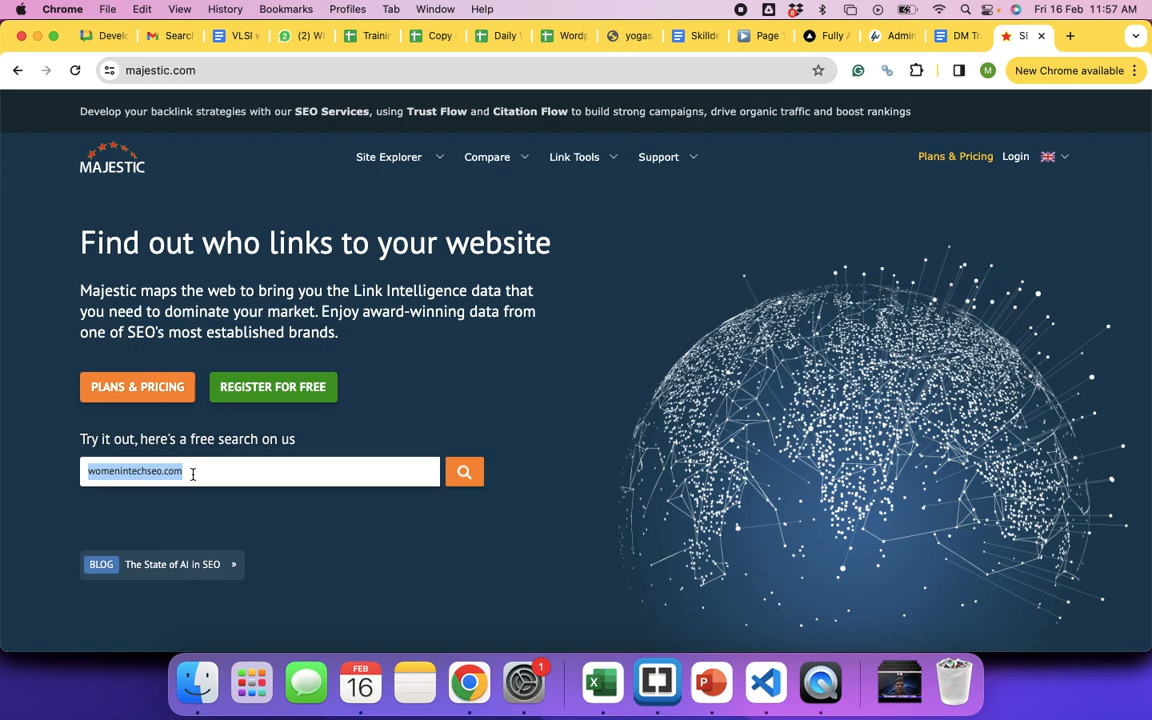 Chrome File Edit View History Bookmarks Profiles Tab Window Help Fri 16 Feb 11:57 AM
Develo Search VLSI v (2) W Trainin Copy Daily Wordp yogas Skillde Page Fully Admin DM Tr SE
majestic.com M New Chrome available
Develop your backlink strategies with our SEO Services, using Trust Flow and Citation Flow to build strong campaigns, drive organic traffic and boost rankings
MAJESTIC Site Explorer Compare Link Tools Support Plans & Pricing Login
Find out who links to your website
Majestic maps the web to bring you the Link Intelligence data that
you need to dominate your market. Enjoy award-winning data from
one of SEO's most established brands.
PLANS & PRICING REGISTER FOR FREE
Try it out, here's a free search on us
womenintechseo.com
BLOG The State of AI in SEO »
FEB
16
1